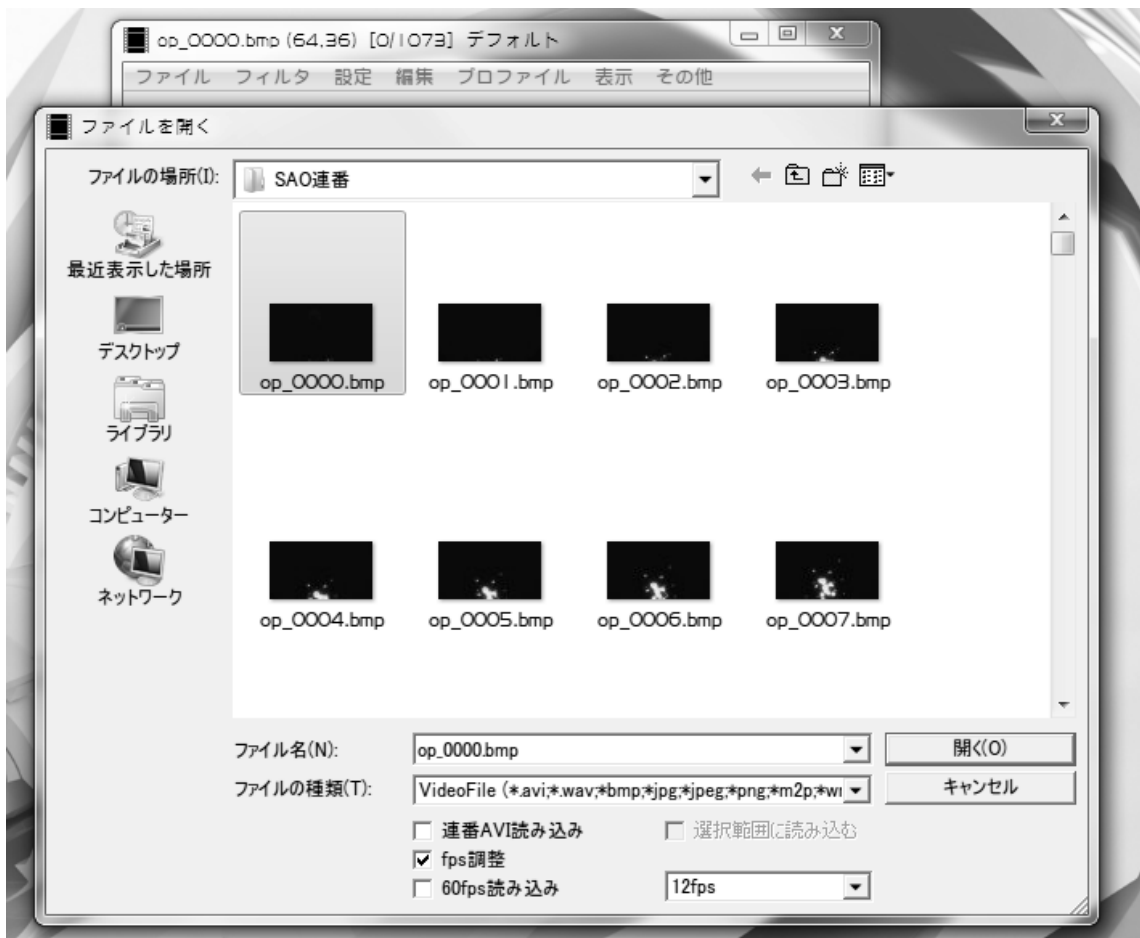 op_0000.bmp (64,36) [0/1073] デフォルト
ファイル フィルタ 設定 編集 プロファイル 表示 その他
ファイルを開く
ファイルの場所(I):
SAO連番
最近表示した場所
デスクトップ
ライブラリ
コンピューター
ネットワーク
op_0000.bmp op_0001.bmp op_0002.bmp op_0003.bmp
op_0004.bmp op_0005.bmp op_0006.bmp op_0007.bmp
ファイル名(N): op_0000.bmp 開く(O)
ファイルの種類(T): VideoFile (*.avi;*.wav;*bmp;*jpg;*jpeg;*png;*m2p;*wi キャンセル
連番AVI読み込み 選択範囲に読み込む
fps調整
60fps読み込み 12fps